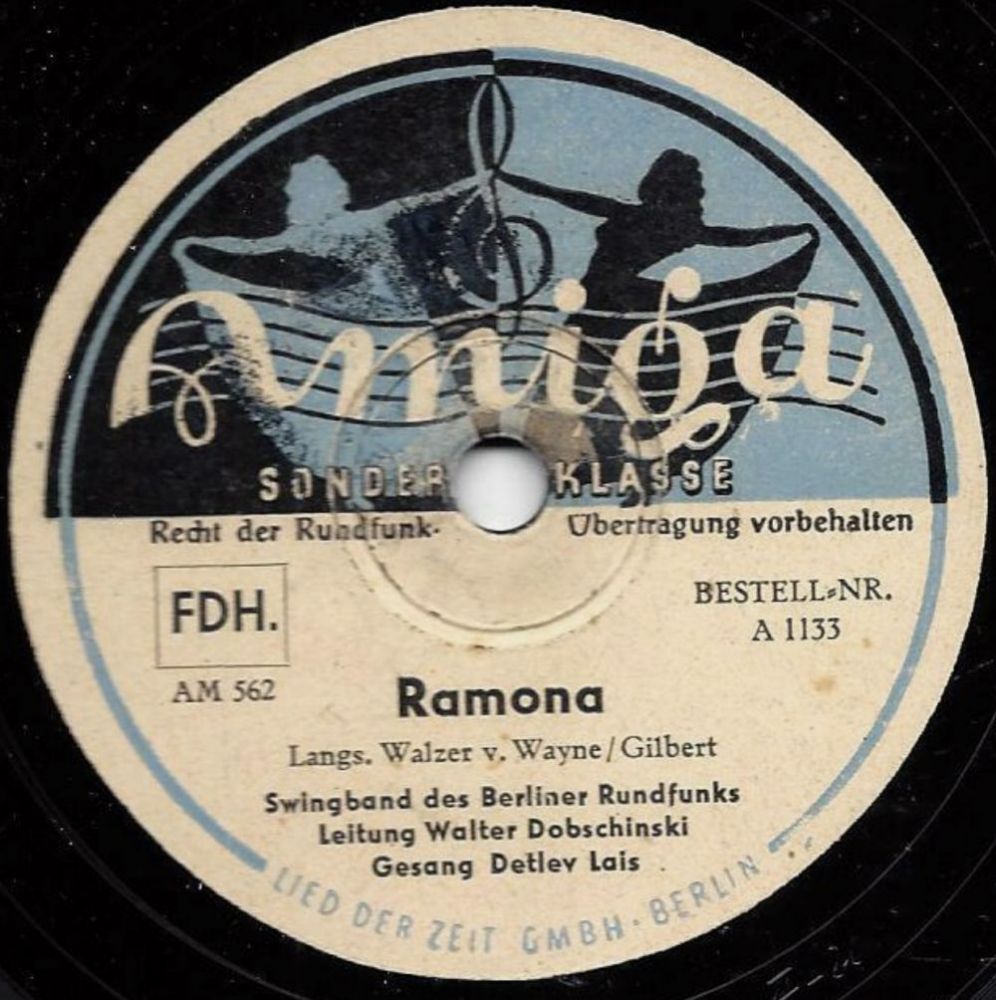 Amiga
SONDER KLASSE
Recht der Rundfunk- Übertragung vorbehalten
FDH.
AM 562
BESTELL=NR.
A 1133
Ramona
Langs. Walzer v. Wayne/Gilbert
Swingband des Berliner Rundfunks
Leitung Walter Dobschinski
Gesang Detlev Lais
LIED DER ZEIT GMBH · BERLIN